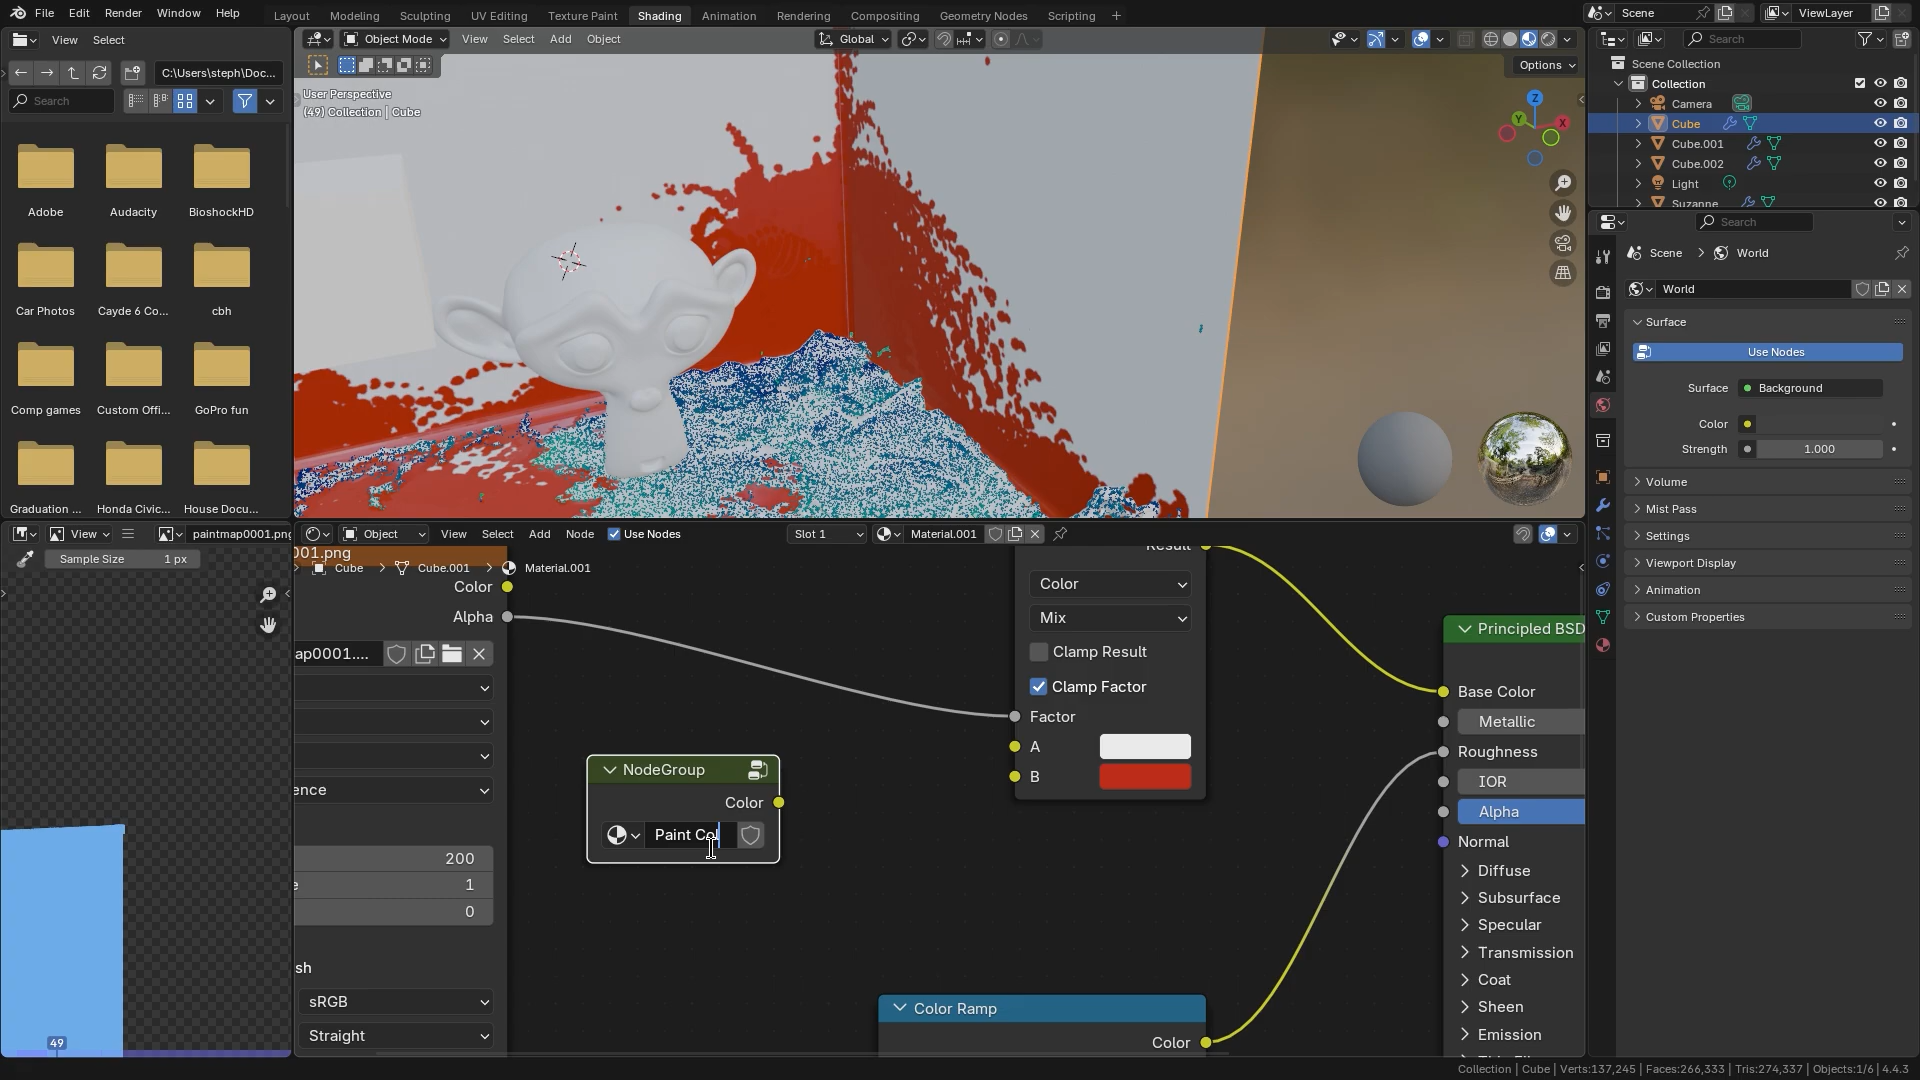 File Edit Render Window Help Layout Modeling Sculpting UV Editing Texture Paint Shading Animation Rendering Compositing Geometry Nodes Scripting + Scene ViewLayer
View Select Object Mode View Select Add Object Global Search
C:\Users\steph\Doc... Options Scene Collection
Search User Perspective Collection
(49) Collection | Cube Camera
Cube
Cube.001
Cube.002
Light
Suzanne
Z
Y
X
Adobe Audacity BioshockHD
Car Photos Cayde 6 Co... cbh
Comp games Custom Offi... GoPro fun
Graduation ... Honda Civic... House Docu...
Search
Scene > World
World
Surface
Use Nodes
Surface Background
Color
Strength 1.000
Volume
Mist Pass
Settings
Viewport Display
Animation
Custom Properties
View paintmap0001.png
Sample Size 1 px
49
Object View Select Add Node Use Nodes Slot 1 Material.001
001.png
Cube > Cube.001 > Material.001
Color
Alpha
ap0001....
ence
200
e 1
0
sh
sRGB
Straight
NodeGroup
Color
Paint Col
Result
Color
Mix
Clamp Result
Clamp Factor
Factor
A
B
Color Ramp
Color
Principled BSD
Base Color
Metallic
Roughness
IOR
Alpha
Normal
Diffuse
Subsurface
Specular
Transmission
Coat
Sheen
Emission
Collection | Cube | Verts:137,245 | Faces:266,333 | Tris:274,337 | Objects:1/6 | 4.4.3